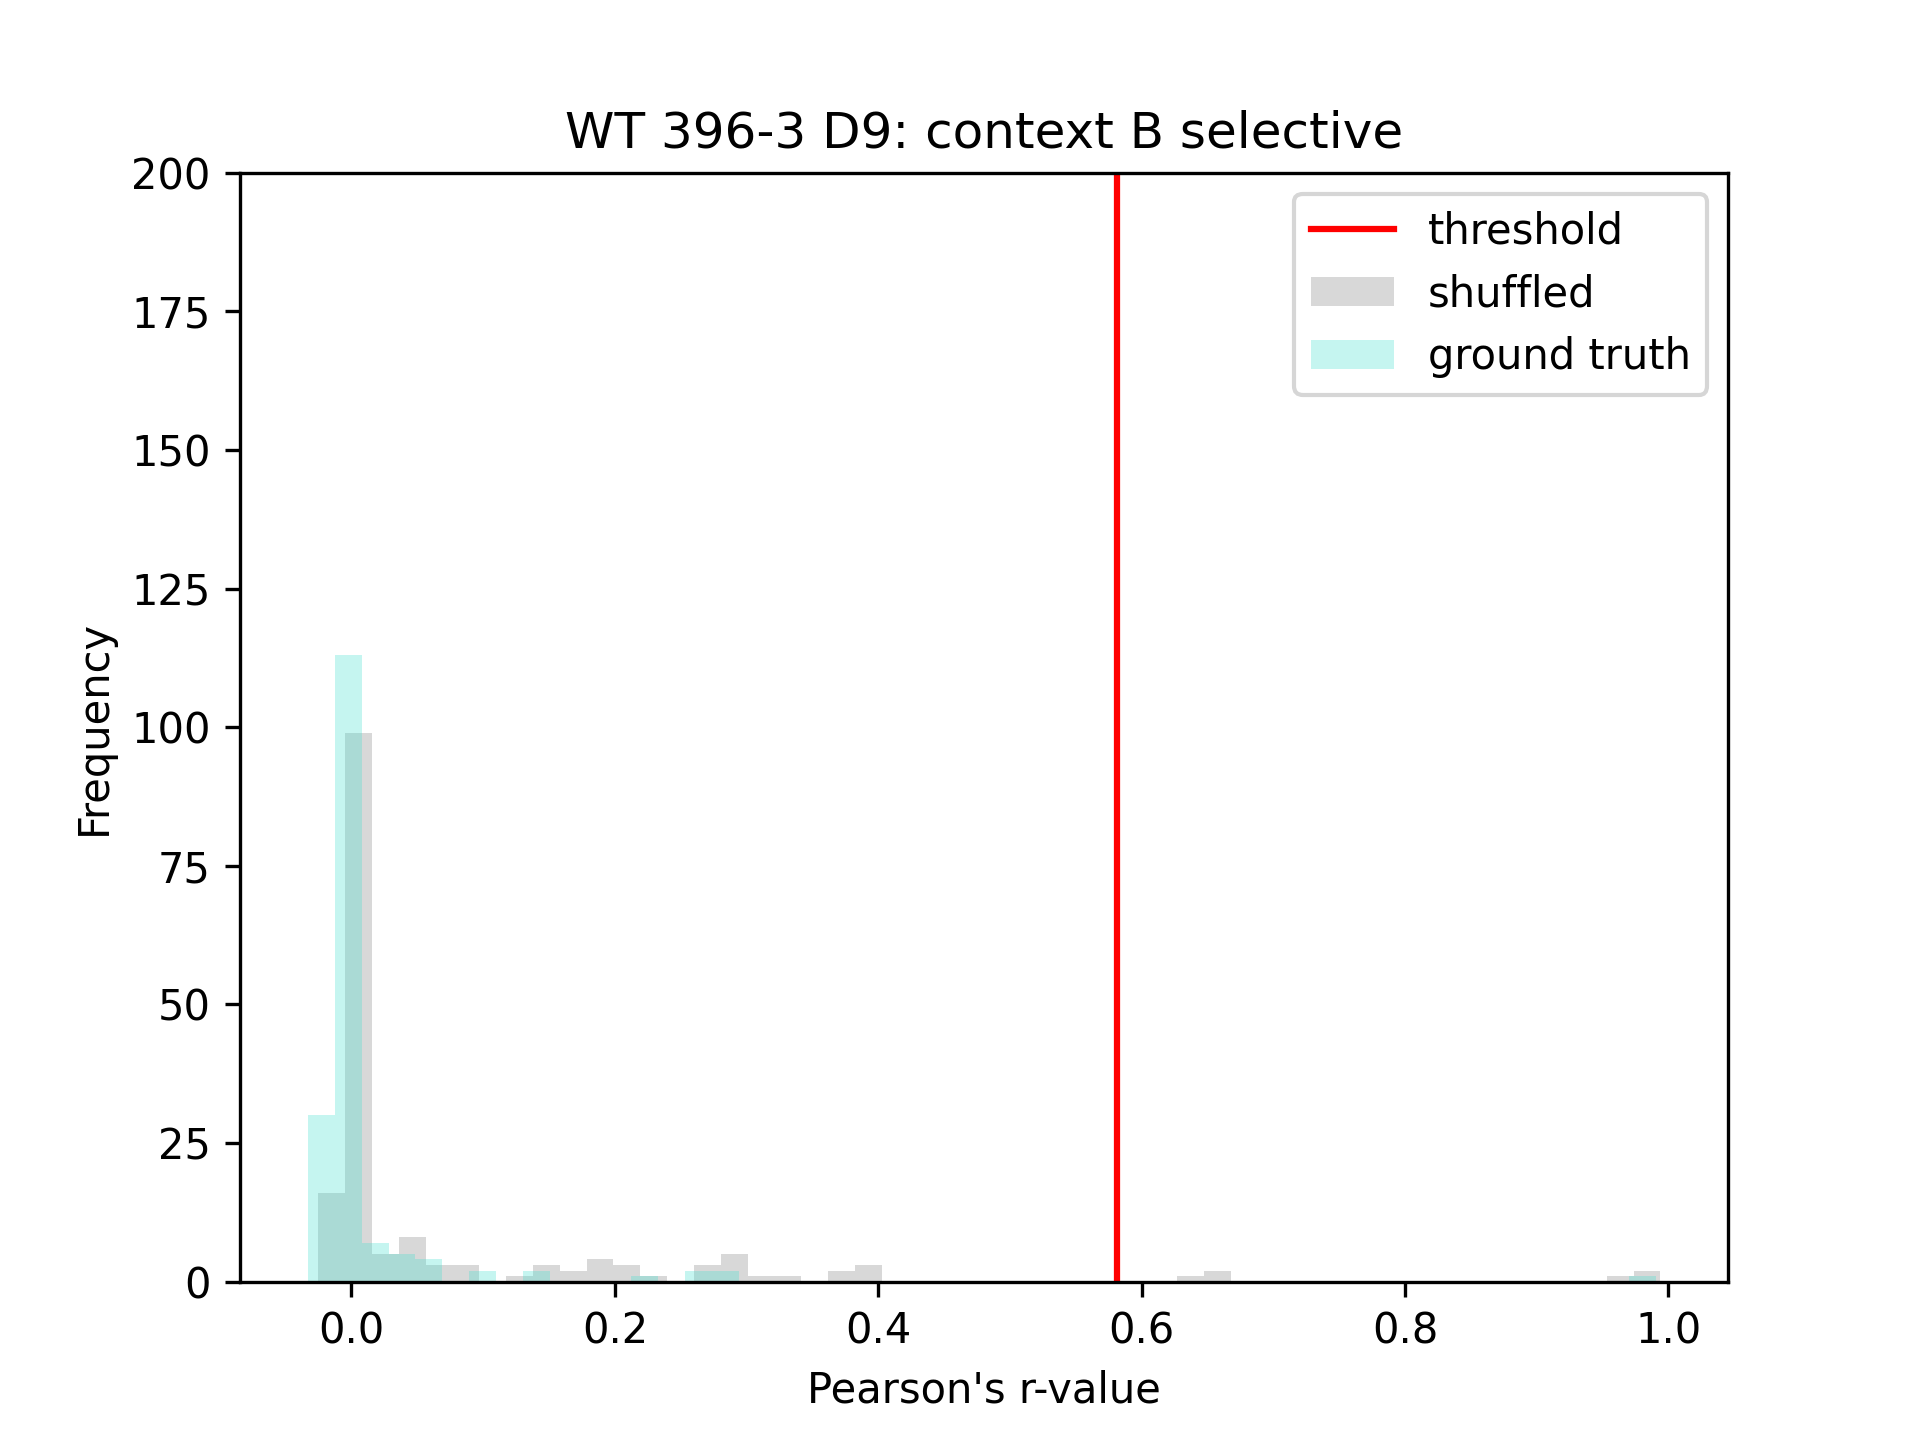 WT 396-3 D9: context B selective
200
175
150
125
100
75
50
25
0
Frequency
threshold
shuffled
ground truth
0.0 0.2 0.4 0.6 0.8 1.0
Pearson's r-value